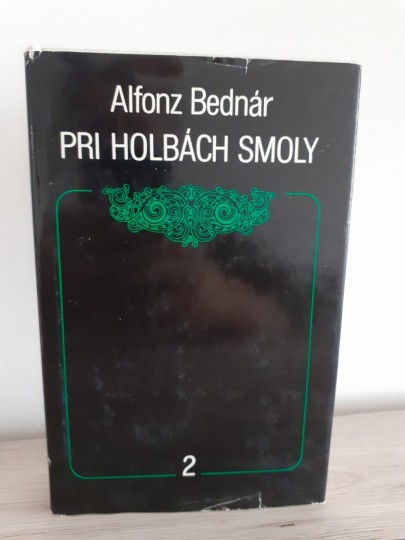 Alfonz Bednár
PRI HOLBÁCH SMOLY
2